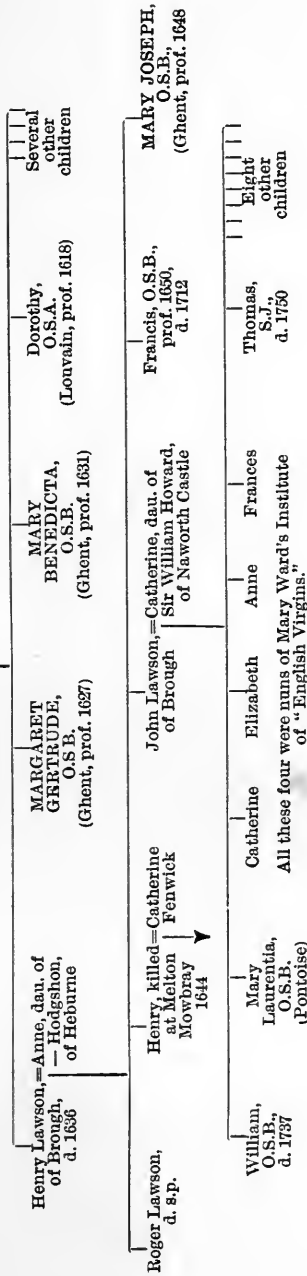 Henry Lawson,=Anne, dau. of
of Brough, — Hodgshon,
d. 1636 of Heburne
MARGARET
GERTRUDE,
O.S B.
(Ghent, prof. 1627)
MARY
BENEDICTA,
O.S.B.
(Ghent, prof. 1631)
Dorothy,
O.S.A.
(Louvain, prof. 1618)
Several
other
children
Roger Lawson,
d. s.p.
Henry, killed=Catherine
at Melton Fenwick
Mowbray
1644
John Lawson,=Catherine, dau. of
of Brough Sir William Howard,
of Naworth Castle
Francis, O.S.B.,
prof. 1650,
d. 1712
MARY JOSEPH,
O.S.B.,
(Ghent, prof. 1648
William,
O.S.B.,
d. 1737
Mary
Laurentia,
O.S.B.
(Pontoise)
Catherine Elizabeth Anne Frances
All these four were nuns of Mary Ward's Institute
of "English Virgins."
Thomas,
S.J.,
d. 1750
Eight
other
children